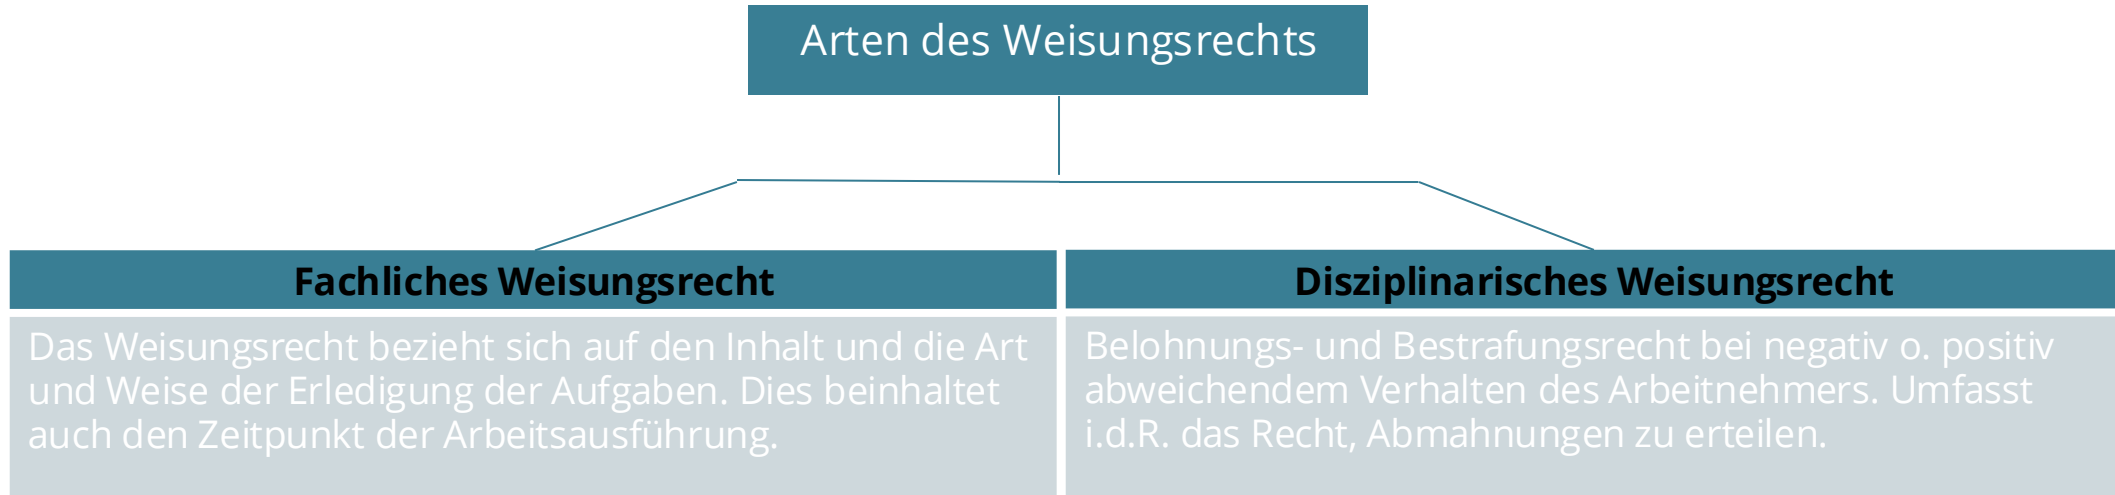 Arten des Weisungsrechts
Fachliches Weisungsrecht
Das Weisungsrecht bezieht sich auf den Inhalt und die Art
und Weise der Erledigung der Aufgaben. Dies beinhaltet
auch den Zeitpunkt der Arbeitsausführung.
Disziplinarisches Weisungsrecht
Belohnungs- und Bestrafungsrecht bei negativ o. positiv
abweichendem Verhalten des Arbeitnehmers. Umfasst
i.d.R. das Recht, Abmahnungen zu erteilen.